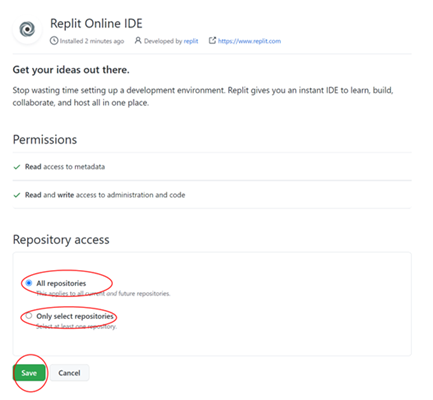 Replit Online IDE
Installed 2 minutes ago Developed by replit https://www.replit.com
Get your ideas out there.
Stop wasting time setting up a development environment. Replit gives you an instant IDE to learn, build,
collaborate, and host all in one place.
Permissions
Read access to metadata
Read and write access to administration and code
Repository access
All repositories
This applies to all current and future repositories.
Only select repositories
Select at least one repository.
Save Cancel